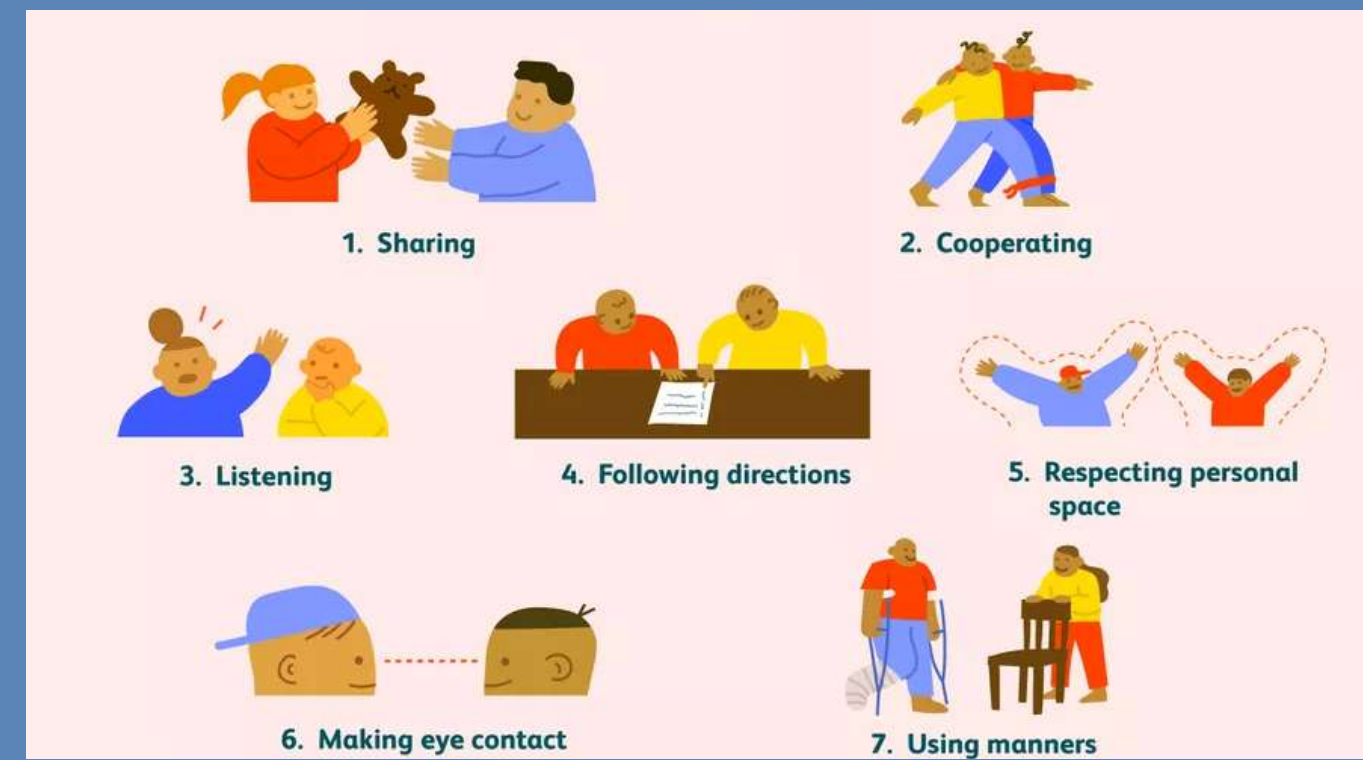 1. Sharing
2. Cooperating
3. Listening
4. Following directions
5. Respecting personal
space
6. Making eye contact
7. Using manners